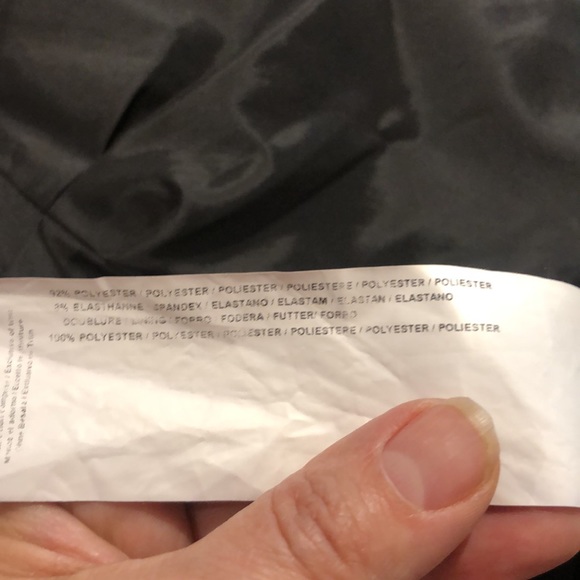 92% POLYESTER / POLYESTER / POLIESTER / POLIESTERE / POLYESTER / POLIESTER
8% ELASTHANNE / SPANDEX / ELASTANO / ELASTAM / ELASTAN / ELASTANO
DOUBLURE / LINING / FORRO / FODERA / FUTTER / FORRO
100% POLYESTER / POLYESTER / POLIESTER / POLIESTERE / POLYESTER / POLIESTER